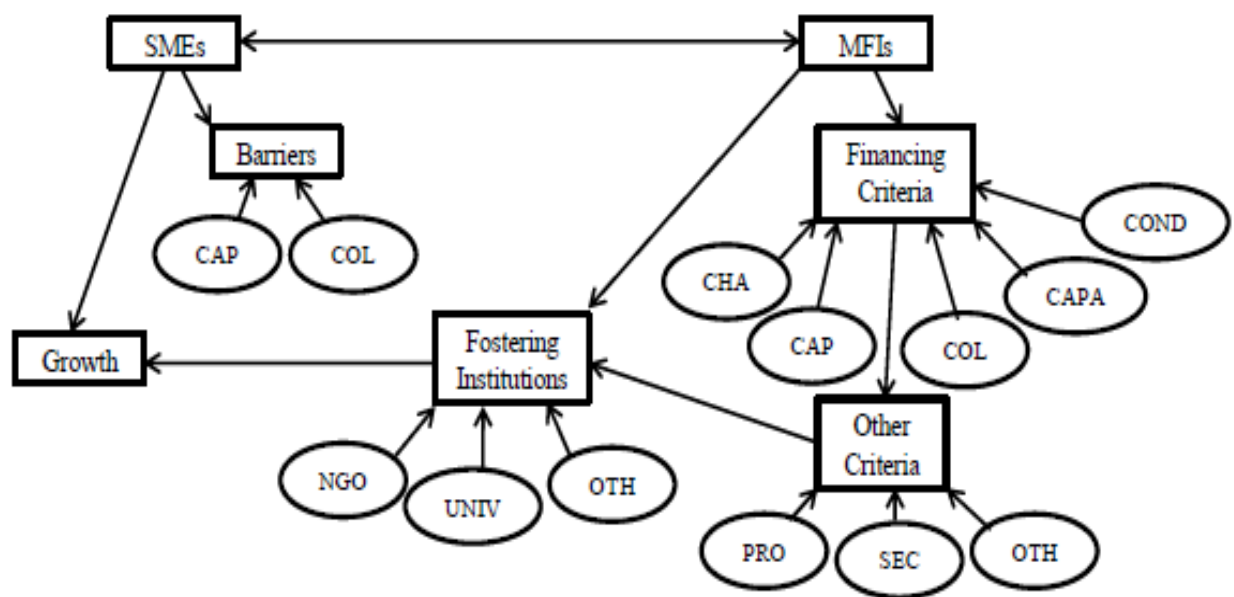 SMEs
MFIs
Barriers
Financing
Criteria
CAP
COL
COND
CHA
CAPA
CAP
COL
Growth
Fostering
Institutions
Other
Criteria
NGO
UNIV
OTH
PRO
SEC
OTH